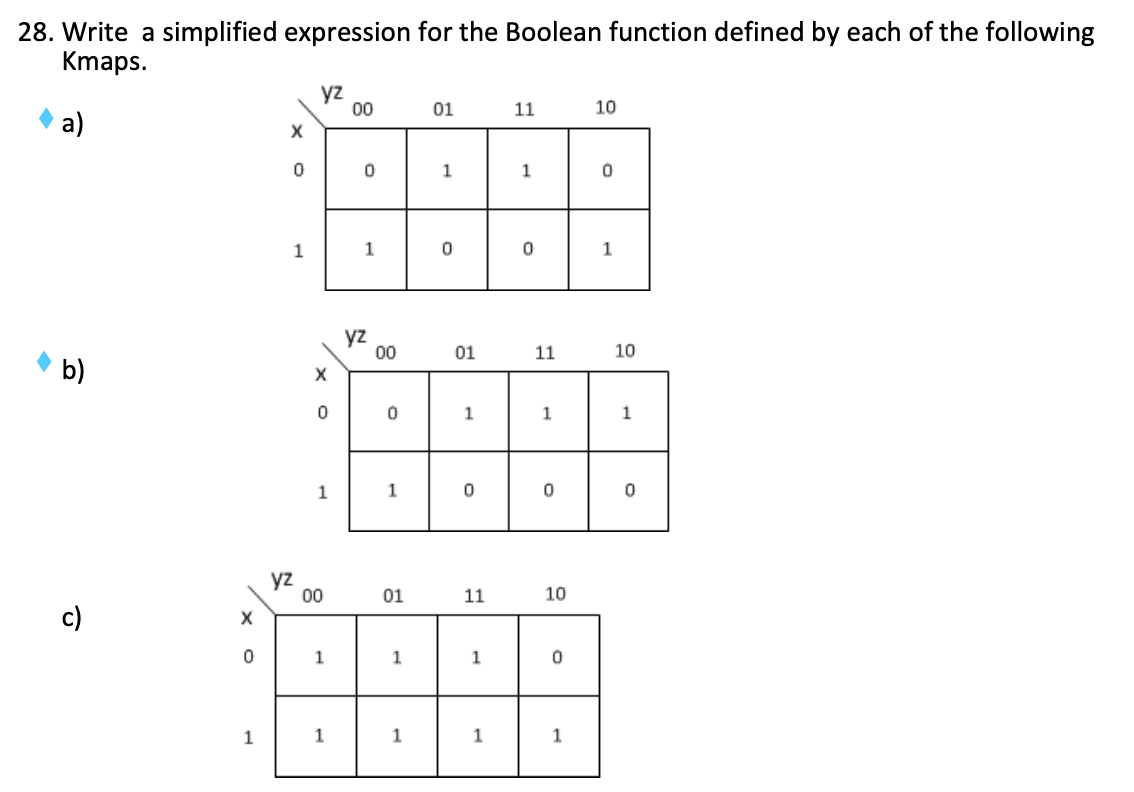 28. Write a simplified expression for the Boolean function defined by each of the following
Kmaps.
a)
yz
00 01 11 10
x
0 0 1 1 0
1 1 0 0 1
b)
yz
00 01 11 10
x
0 0 1 1 1
1 1 0 0 0
c)
yz
00 01 11 10
x
0 1 1 1 0
1 1 1 1 1